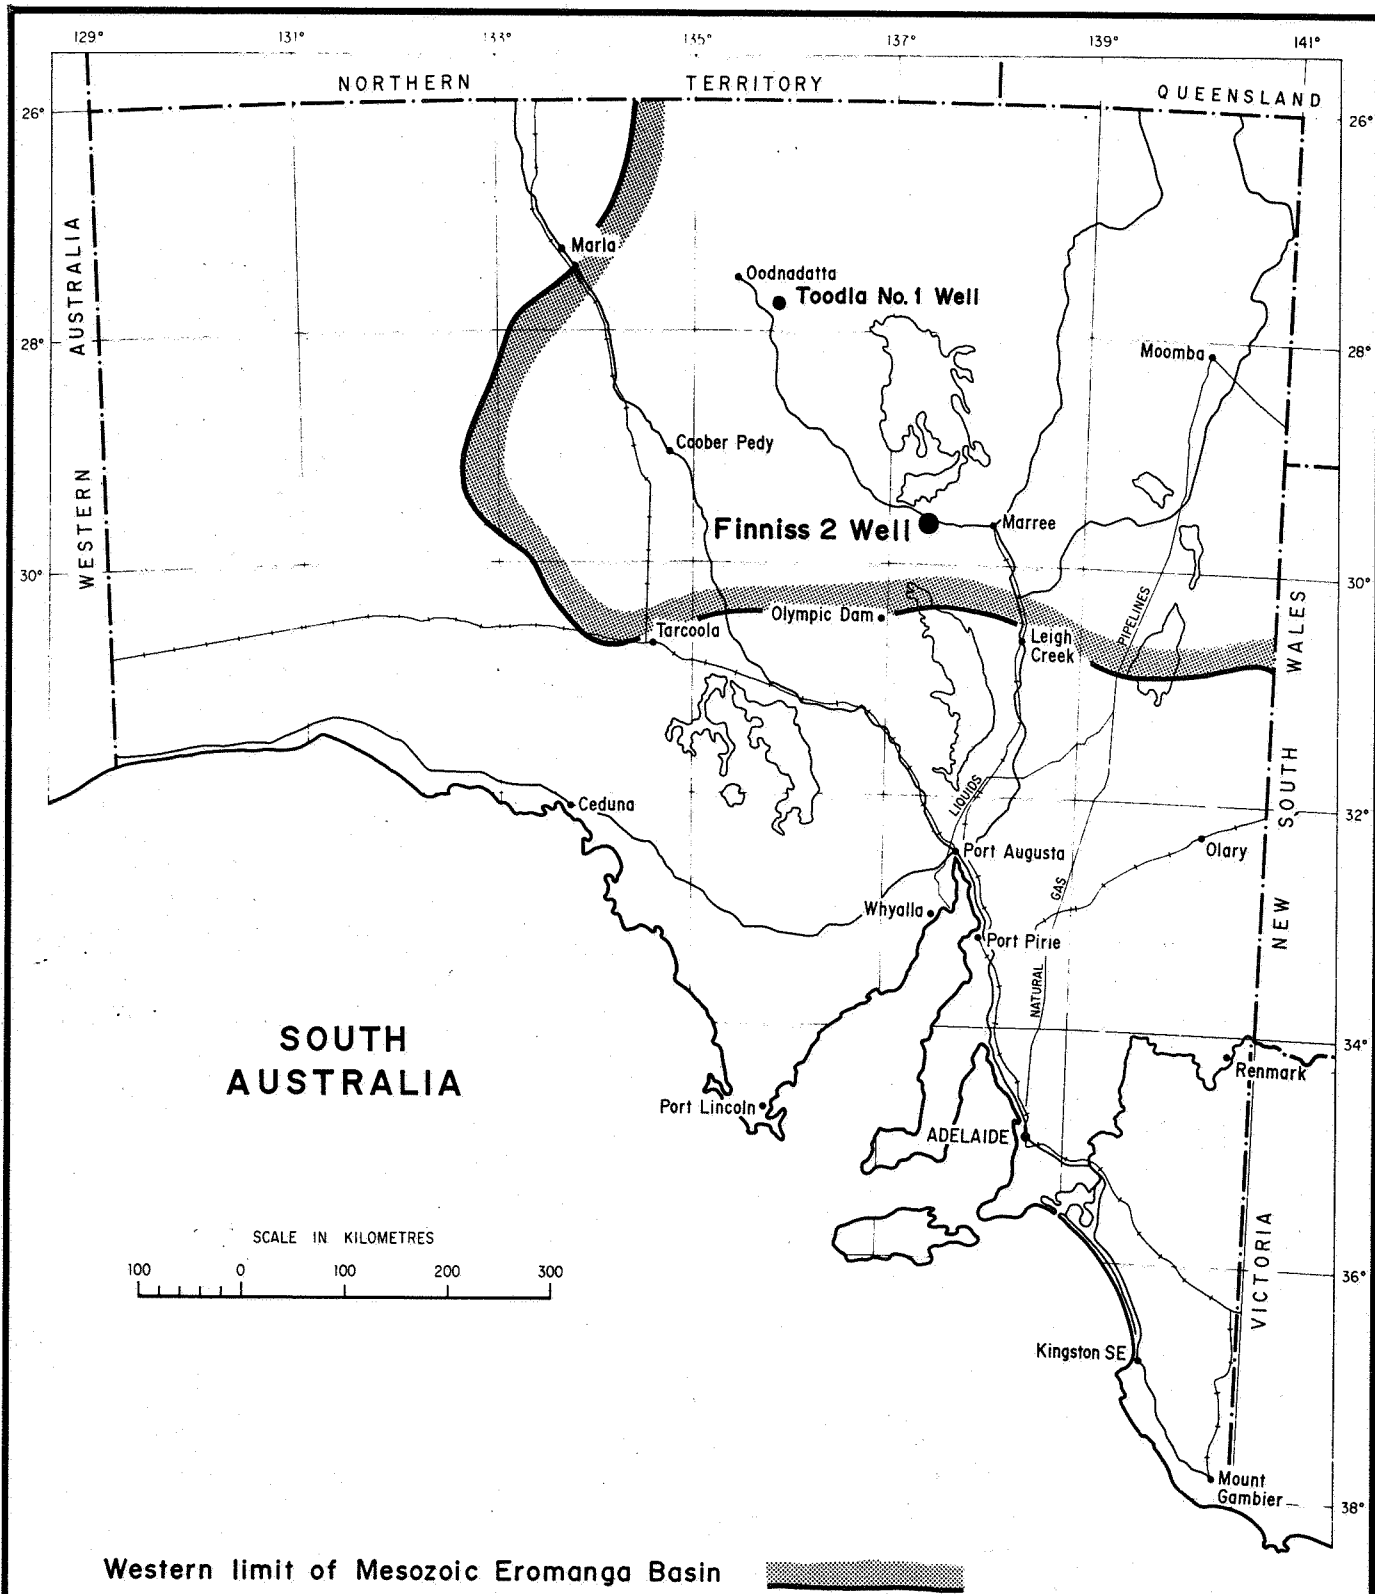 129° 131° 133° 135° 137° 139° 141°
NORTHERN TERRITORY
QUEENSLAND
26° 26°
WESTERN AUSTRALIA
Marla
Oodnadatta
Toodla No. 1 Well
28° 28°
Moomba
Coober Pedy
Finniss 2 Well
Marree
30° 30°
PIPELINES
Olympic Dam
Tarcoola
Leigh
Creek
NEW SOUTH WALES
LIQUIDS
Ceduna
32°
Port Augusta
Olary
GAS
Whyalla
Port Pirie
NATURAL
SOUTH
AUSTRALIA
34°
Renmark
Port Lincoln
ADELAIDE
SCALE IN KILOMETRES
100 0 100 200 300
VICTORIA
36°
Kingston SE
Mount
Gambier
38°
Western limit of Mesozoic Eromanga Basin